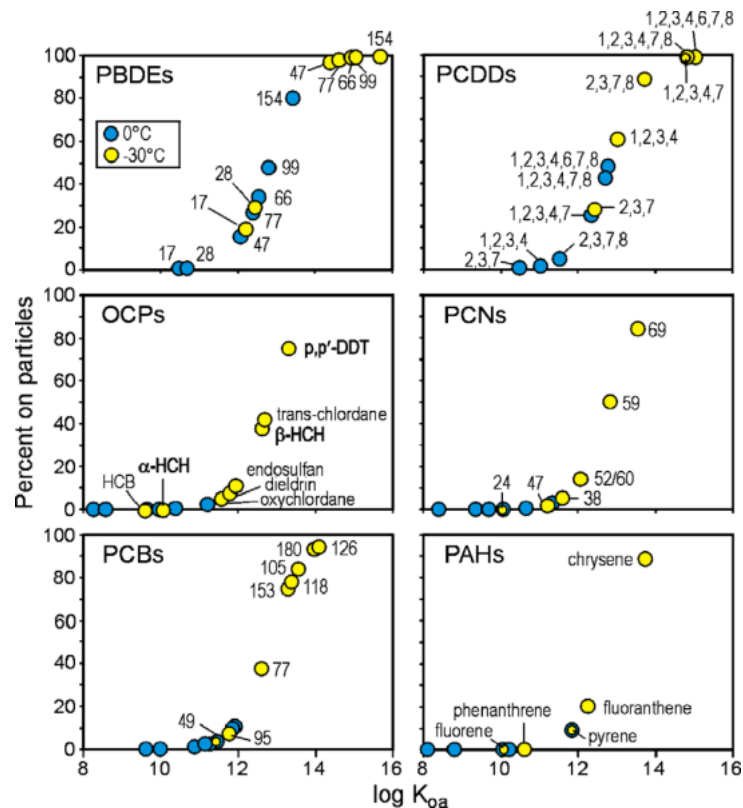 PBDEs
100
80
60
40
20
0
0°C
-30°C
154
47
77
66
99
154
99
28
66
17
77
47
17
28
PCDDs
1,2,3,4,6,7,8
1,2,3,4,7,8
2,3,7,8
1,2,3,4,7
1,2,3,4
1,2,3,4,6,7,8
1,2,3,4,7,8
1,2,3,4,7
2,3,7
1,2,3,4
2,3,7,8
2,3,7
Percent on particles
OCPs
100
80
60
40
20
0
p,p′-DDT
trans-chlordane
β-HCH
α-HCH
endosulfan
HCB
dieldrin
oxychlordane
PCNs
69
59
24
47
52/60
38
PCBs
100
80
60
40
20
0
180
126
105
153
118
77
49
95
8
10
12
14
16
PAHs
chrysene
phenanthrene
fluoranthene
fluorene
pyrene
8
10
12
14
16
log Koa